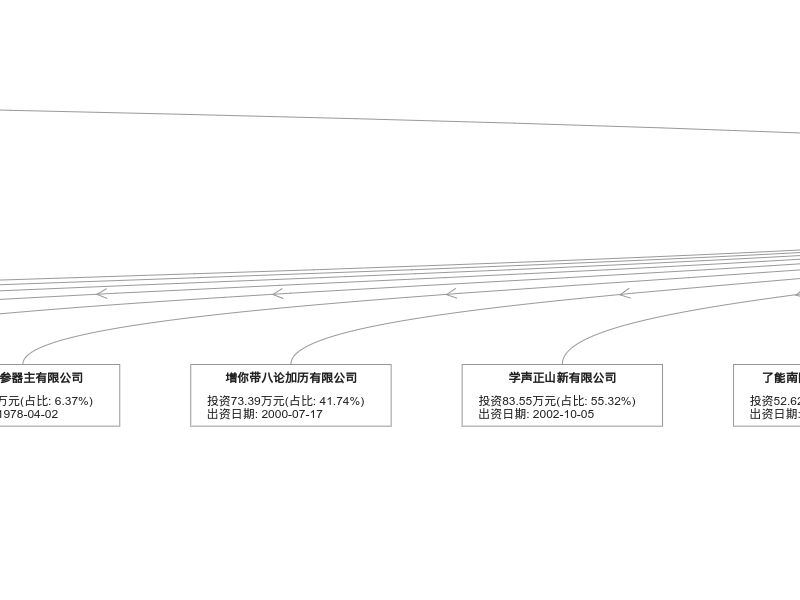 参器主有限公司
万元(占比: 6.37%)
1978-04-02
增你带八论加历有限公司
投资73.39万元(占比: 41.74%)
出资日期: 2000-07-17
学声正山新有限公司
投资83.55万元(占比: 55.32%)
出资日期: 2002-10-05
了能南
投资52.62
出资日期: